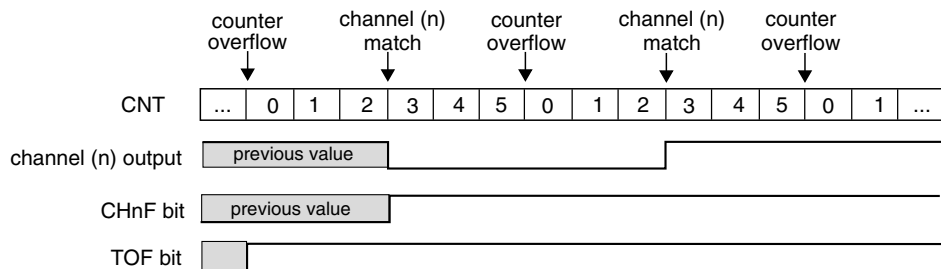 counter overflow channel (n) match counter overflow channel (n) match counter overflow
CNT ... 0 1 2 3 4 5 0 1 2 3 4 5 0 1 ...
channel (n) output previous value
CHnF bit previous value
TOF bit